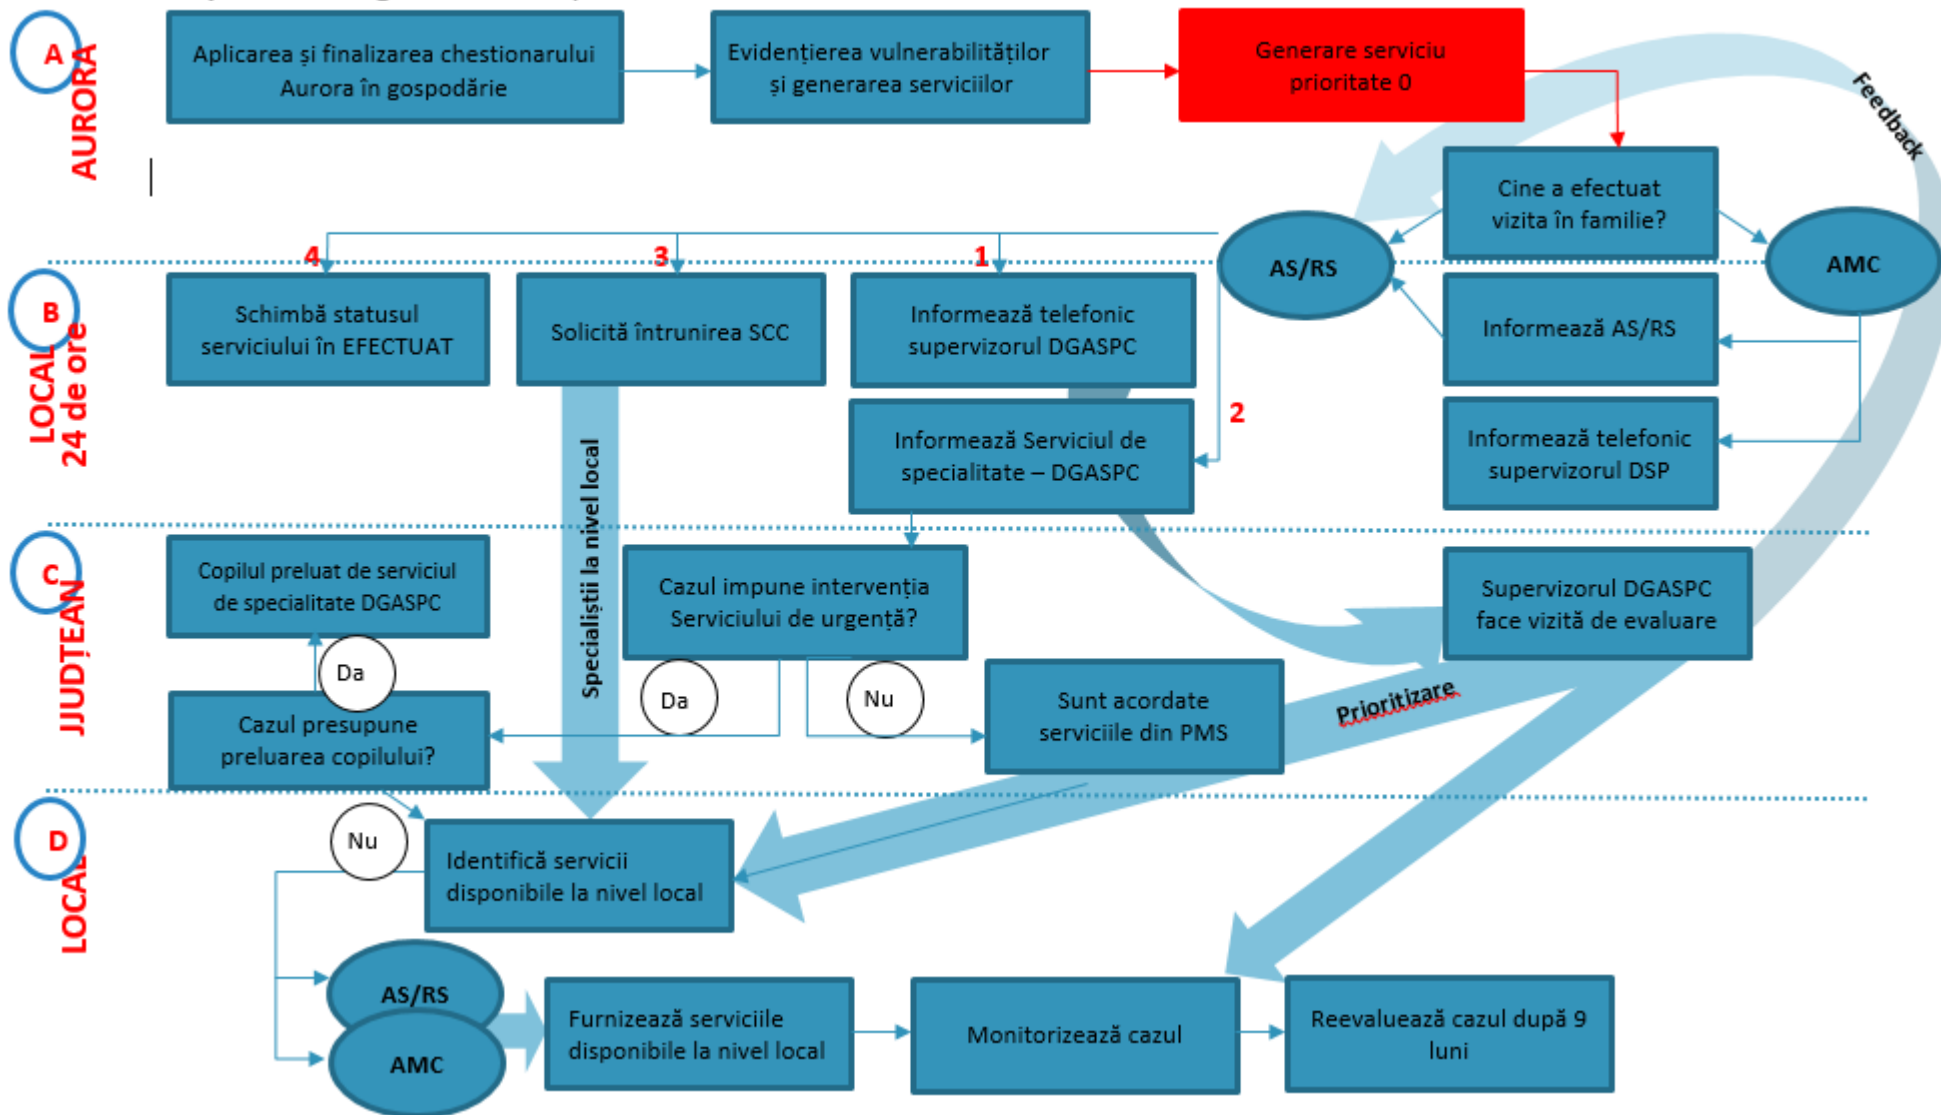 A
AURORA
Aplicarea și finalizarea chestionarului
Aurora în gospodărie
Evidențierea vulnerabilităților
și generarea serviciilor
Generare serviciu
prioritate 0
Feedback
Cine a efectuat
vizita în familie?
AS/RS
AMC
B
LOCAL
24 de ore
4
3
1
2
Schimbă statusul
serviciului în EFECTUAT
Solicită întrunirea SCC
Informează telefonic
supervizorul DGASPC
Informează AS/RS
Informează Serviciul de
specialitate – DGASPC
Informează telefonic
supervizorul DSP
Specialiștii la nivel local
C
JJUDȚEAN
Copilul preluat de serviciul
de specialitate DGASPC
Cazul impune intervenția
Serviciului de urgență?
Supervizorul DGASPC
face vizită de evaluare
Da
Da
Nu
Cazul presupune
preluarea copilului?
Sunt acordate
serviciile din PMS
Prioritizare
D
LOCAL
Nu
Identifică servicii
disponibile la nivel local
AS/RS
AMC
Furnizează serviciile
disponibile la nivel local
Monitorizează cazul
Reevaluează cazul după 9
luni